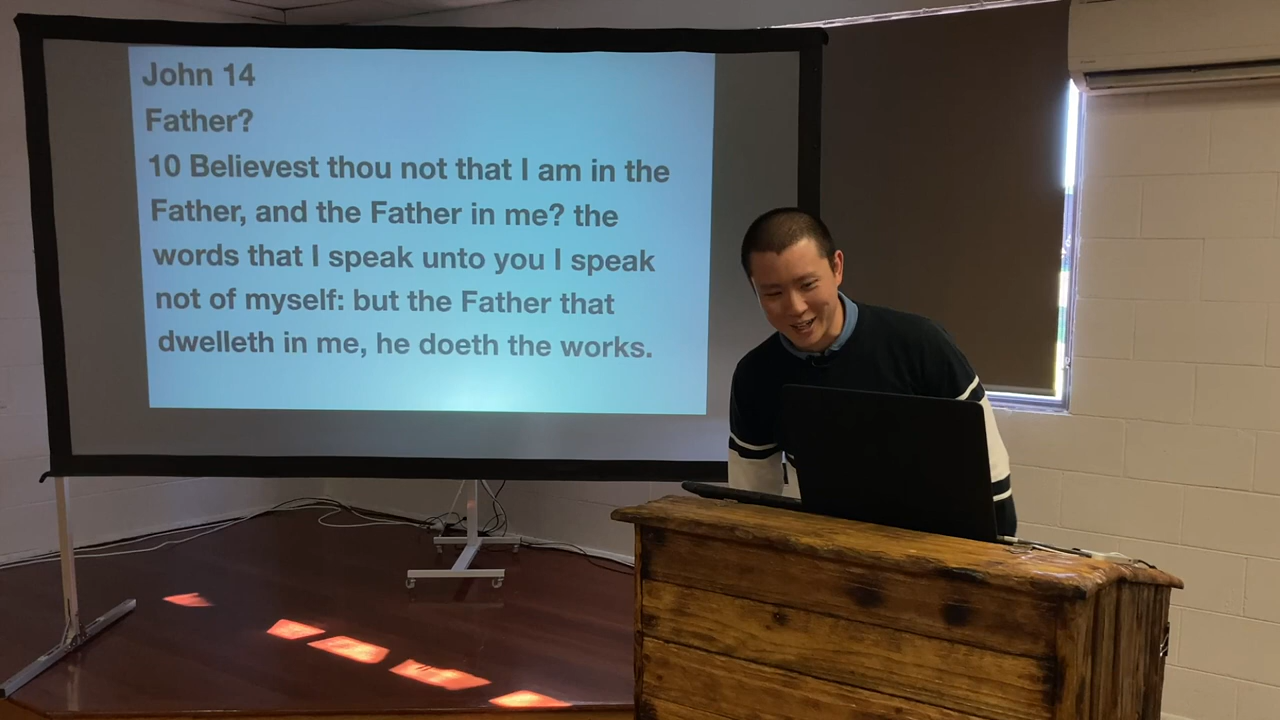 John 14
Father?
10 Believest thou not that I am in the
Father, and the Father in me? the
words that I speak unto you I speak
not of myself: but the Father that
dwelleth in me, he doeth the works.